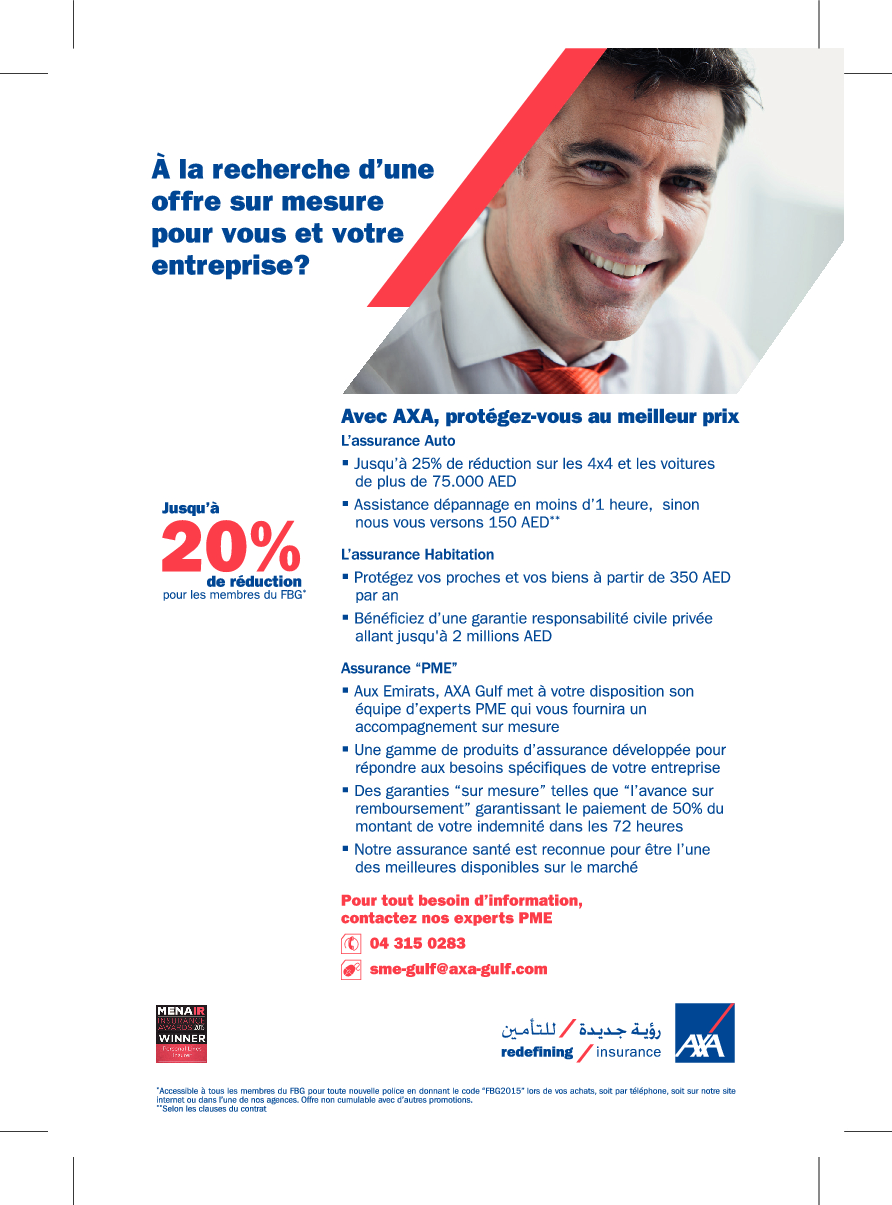 À la recherche d’une
offre sur mesure
pour vous et votre
entreprise?
Jusqu’à
20%
de réduction
pour les membres du FBG*
Avec AXA, protégez-vous au meilleur prix
L’assurance Auto
▪ Jusqu’à 25% de réduction sur les 4x4 et les voitures
de plus de 75.000 AED
▪ Assistance dépannage en moins d’1 heure,  sinon
nous vous versons 150 AED**
L’assurance Habitation
▪ Protégez vos proches et vos biens à partir de 350 AED
par an
▪ Bénéficiez d’une garantie responsabilité civile privée
allant jusqu'à 2 millions AED
Assurance “PME”
▪ Aux Emirats, AXA Gulf met à votre disposition son
équipe d’experts PME qui vous fournira un
accompagnement sur mesure
▪ Une gamme de produits d’assurance développée pour
répondre aux besoins spécifiques de votre entreprise
▪ Des garanties “sur mesure” telles que “l’avance sur
remboursement” garantissant le paiement de 50% du
montant de votre indemnité dans les 72 heures
▪ Notre assurance santé est reconnue pour être l’une
des meilleures disponibles sur le marché
Pour tout besoin d’information,
contactez nos experts PME
04 315 0283
sme-gulf@axa-gulf.com
MENAIR
INSURANCE
AWARDS 2015
WINNER
Personal Lines
Insurer
رؤية جديدة / للتأمين
redefining / insurance
AXA
*Accessible à tous les membres du FBG pour toute nouvelle police en donnant le code “FBG2015” lors de vos achats, soit par téléphone, soit sur notre site
internet ou dans l’une de nos agences. Offre non cumulable avec d’autres promotions.
**Selon les clauses du contrat